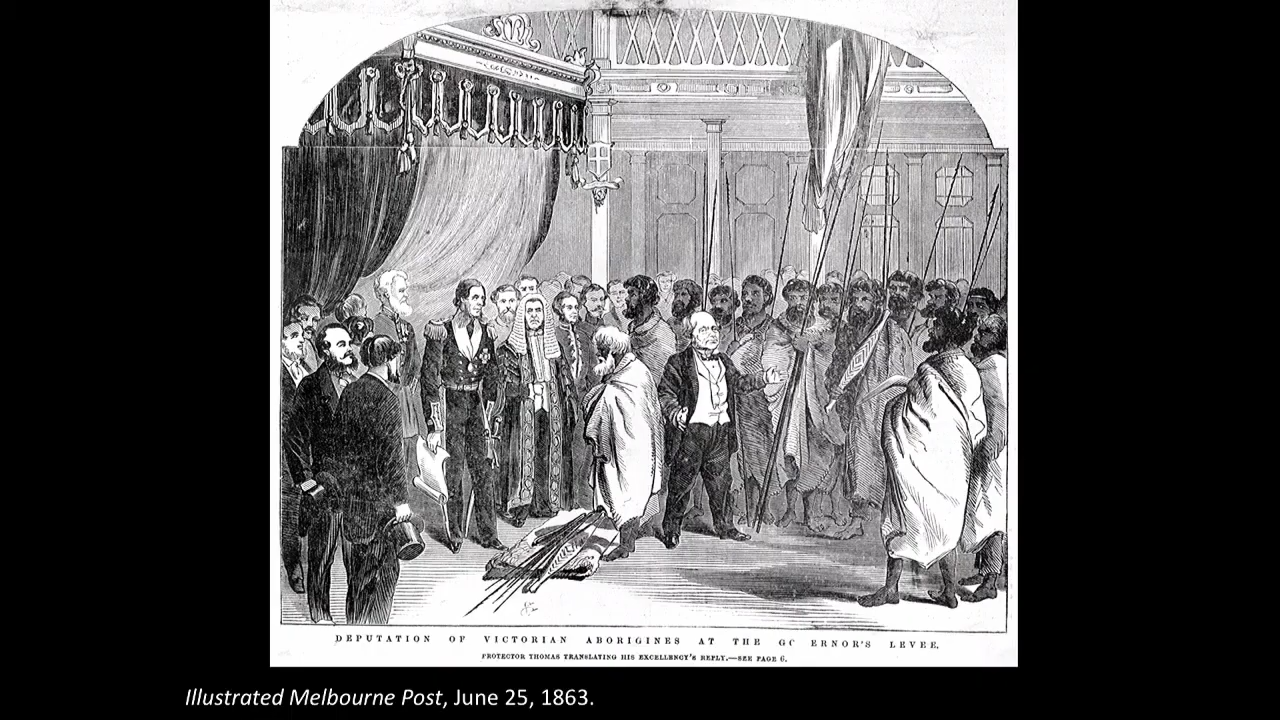 DEPUTATION OF VICTORIAN ABORIGINES AT THE GO ERNOR'S LEVEE,
PROTECTOR THOMAS TRANSLATING HIS EXCELLENCY'S REPLY.—SEE PAGE 6.
Illustrated Melbourne Post, June 25, 1863.